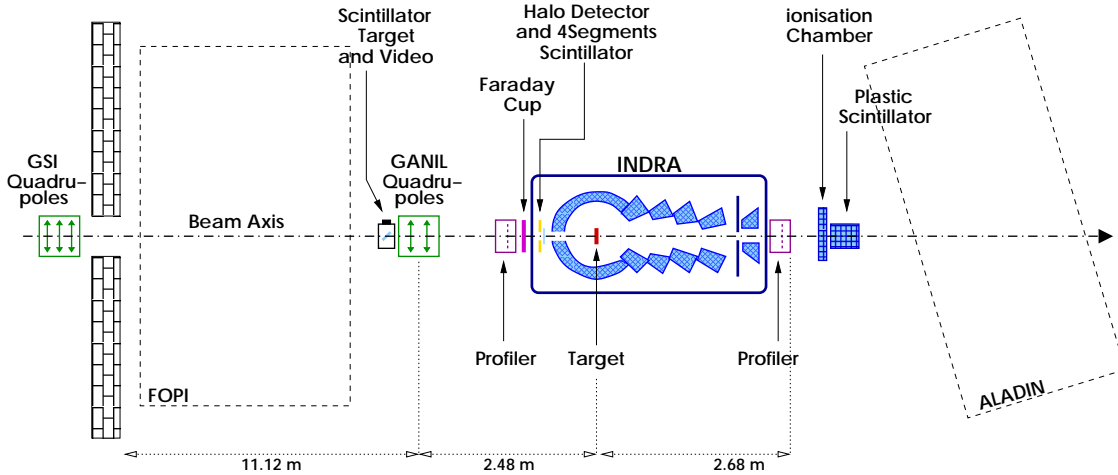 Scintillator
Target
and Video
Halo Detector
and 4Segments
Scintillator
ionisation
Chamber
Faraday
Cup
Plastic
Scintillator
GSI
Quadru-
poles
GANIL
Quadru-
poles
INDRA
Beam Axis
Profiler
Target
Profiler
FOPI
ALADIN
11.12 m
2.48 m
2.68 m